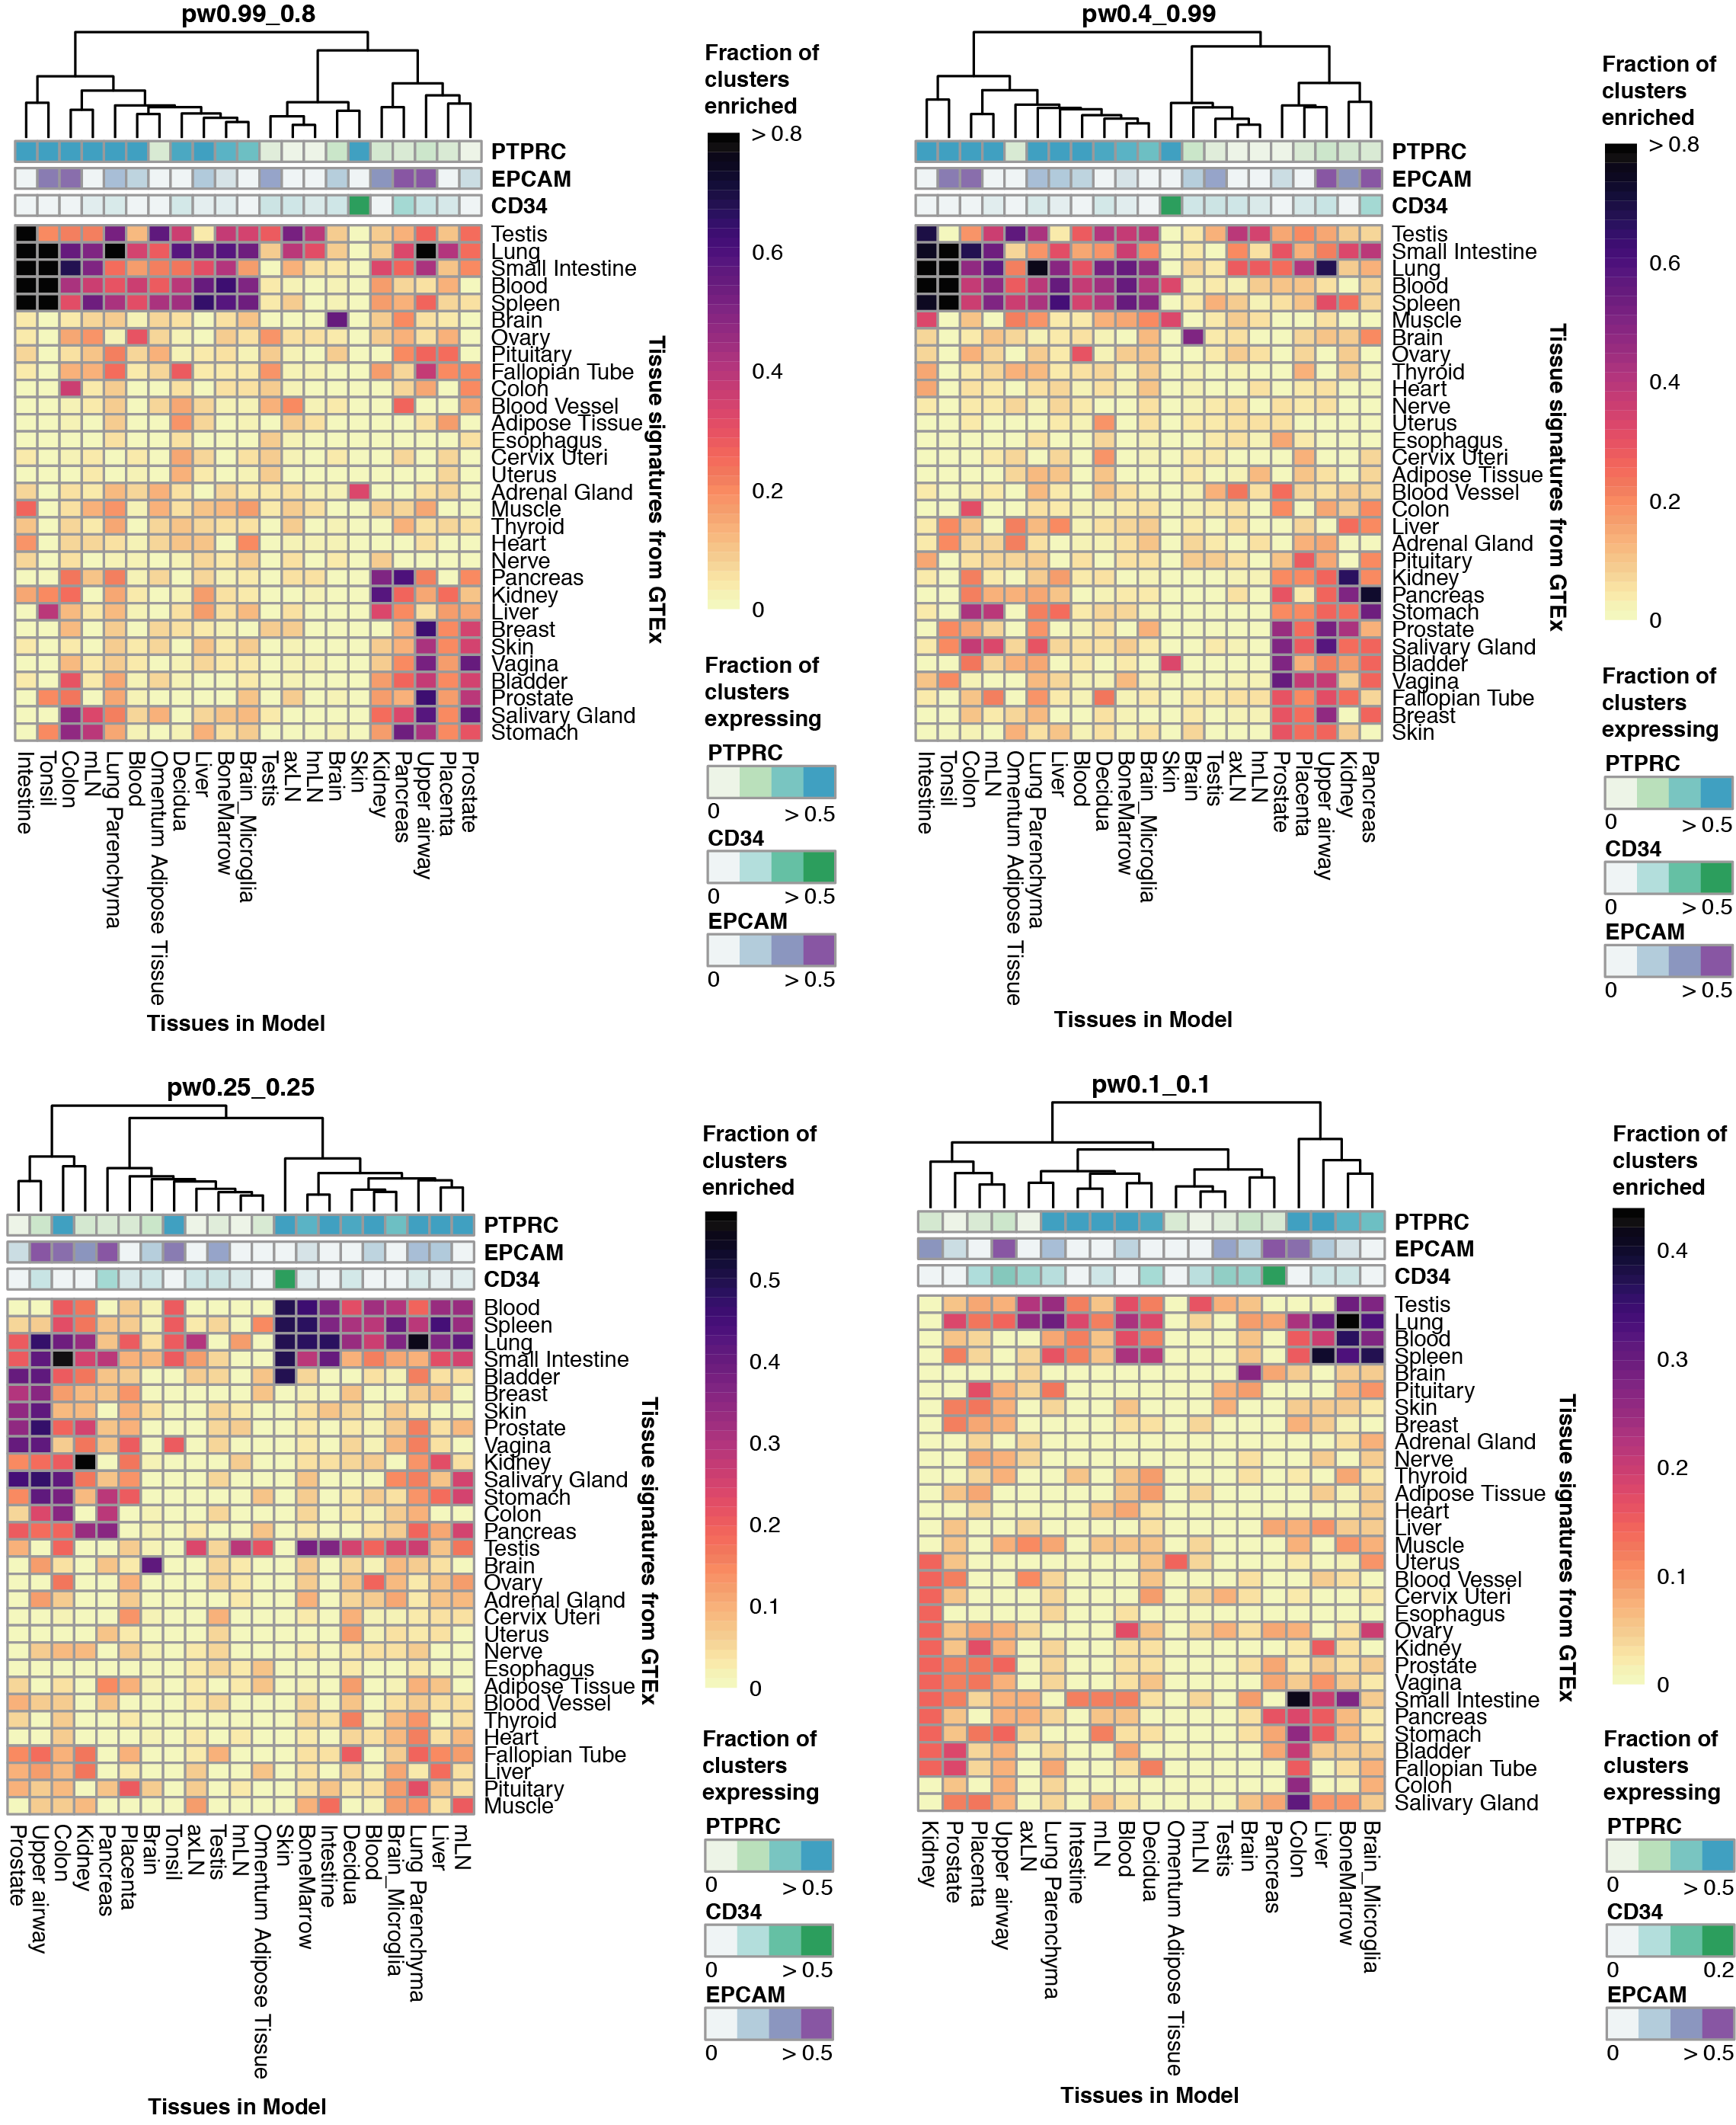 pw0.99_0.8
PTPRC
EPCAM
CD34
Testis
Lung
Small Intestine
Blood
Spleen
Brain
Ovary
Pituitary
Fallopian Tube
Colon
Blood Vessel
Adipose Tissue
Esophagus
Cervix Uteri
Uterus
Adrenal Gland
Muscle
Thyroid
Heart
Nerve
Pancreas
Kidney
Liver
Breast
Skin
Vagina
Bladder
Prostate
Salivary Gland
Stomach
Tissue signatures from GTEx
Intestine
Tonsil
Colon
mLN
Lung Parenchyma
Blood
Omentum Adipose Tissue
Decidua
Liver
BoneMarrow
Brain_Microglia
Testis
axLN
hnLN
Brain
Skin
Kidney
Pancreas
Upper airway
Placenta
Prostate
Tissues in Model
Fraction of
clusters
enriched
> 0.8
0.6
0.4
0.2
0
Fraction of
clusters
expressing
PTPRC
0 > 0.5
CD34
0 > 0.5
EPCAM
0 > 0.5
pw0.4_0.99
PTPRC
EPCAM
CD34
Testis
Small Intestine
Lung
Blood
Spleen
Muscle
Brain
Ovary
Thyroid
Heart
Nerve
Uterus
Esophagus
Cervix Uteri
Adipose Tissue
Blood Vessel
Colon
Liver
Adrenal Gland
Pituitary
Kidney
Pancreas
Stomach
Prostate
Salivary Gland
Bladder
Vagina
Fallopian Tube
Breast
Skin
Tissue signatures from GTEx
Intestine
Tonsil
Colon
mLN
Omentum Adipose Tissue
Lung Parenchyma
Liver
Blood
Decidua
BoneMarrow
Brain_Microglia
Skin
Brain
Testis
axLN
hnLN
Prostate
Placenta
Upper airway
Kidney
Pancreas
Tissues in Model
Fraction of
clusters
enriched
> 0.8
0.6
0.4
0.2
0
Fraction of
clusters
expressing
PTPRC
0 > 0.5
CD34
0 > 0.5
EPCAM
0 > 0.5
pw0.25_0.25
PTPRC
EPCAM
CD34
Blood
Spleen
Lung
Small Intestine
Bladder
Breast
Skin
Prostate
Vagina
Kidney
Salivary Gland
Stomach
Colon
Pancreas
Testis
Brain
Ovary
Adrenal Gland
Cervix Uteri
Uterus
Nerve
Esophagus
Adipose Tissue
Blood Vessel
Thyroid
Heart
Fallopian Tube
Liver
Pituitary
Muscle
Tissue signatures from GTEx
Prostate
Upper airway
Colon
Kidney
Pancreas
Placenta
Brain
Tonsil
axLN
Testis
hnLN
Omentum Adipose Tissue
Skin
BoneMarrow
Intestine
Decidua
Blood
Brain_Microglia
Lung Parenchyma
Liver
mLN
Tissues in Model
Fraction of
clusters
enriched
0.5
0.4
0.3
0.2
0.1
0
Fraction of
clusters
expressing
PTPRC
0 > 0.5
CD34
0 > 0.5
EPCAM
0 > 0.5
pw0.1_0.1
PTPRC
EPCAM
CD34
Testis
Lung
Blood
Spleen
Brain
Pituitary
Skin
Breast
Adrenal Gland
Nerve
Thyroid
Adipose Tissue
Heart
Liver
Muscle
Uterus
Blood Vessel
Cervix Uteri
Esophagus
Ovary
Kidney
Prostate
Vagina
Small Intestine
Pancreas
Stomach
Bladder
Fallopian Tube
Colon
Salivary Gland
Tissue signatures from GTEx
Kidney
Prostate
Placenta
Upper airway
axLN
Lung Parenchyma
Intestine
mLN
Blood
Decidua
Omentum Adipose Tissue
hnLN
Testis
Brain
Pancreas
Colon
Liver
BoneMarrow
Brain_Microglia
Tissues in Model
Fraction of
clusters
enriched
0.4
0.3
0.2
0.1
0
Fraction of
clusters
expressing
PTPRC
0 > 0.5
CD34
0 0.2
EPCAM
0 > 0.5